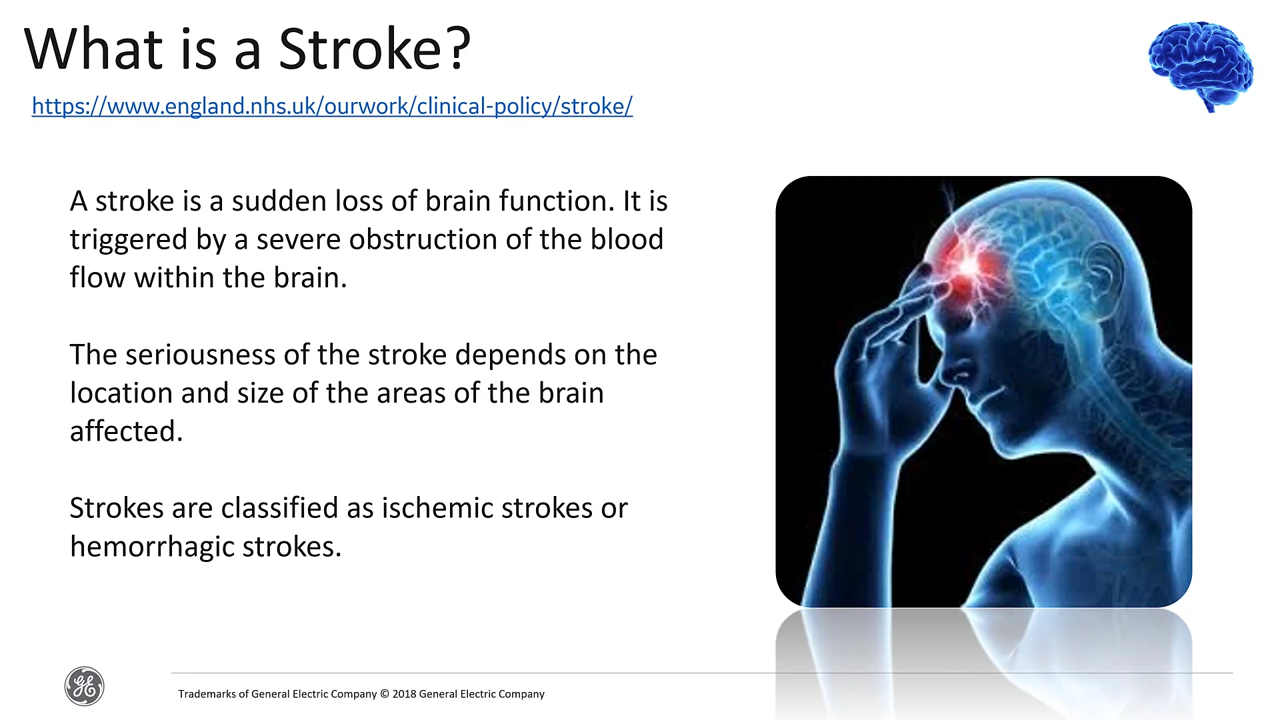 What is a Stroke?
https://www.england.nhs.uk/ourwork/clinical-policy/stroke/
A stroke is a sudden loss of brain function. It is
triggered by a severe obstruction of the blood
flow within the brain.
The seriousness of the stroke depends on the
location and size of the areas of the brain
affected.
Strokes are classified as ischemic strokes or
hemorrhagic strokes.
GE
Trademarks of General Electric Company © 2018 General Electric Company